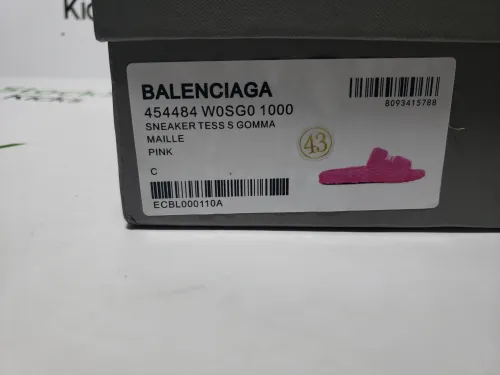 BALENCIAGA
454484 W0SG0 1000
SNEAKER TESS S GOMMA
MAILLE
PINK
C
ECBL000110A
8093415788
43